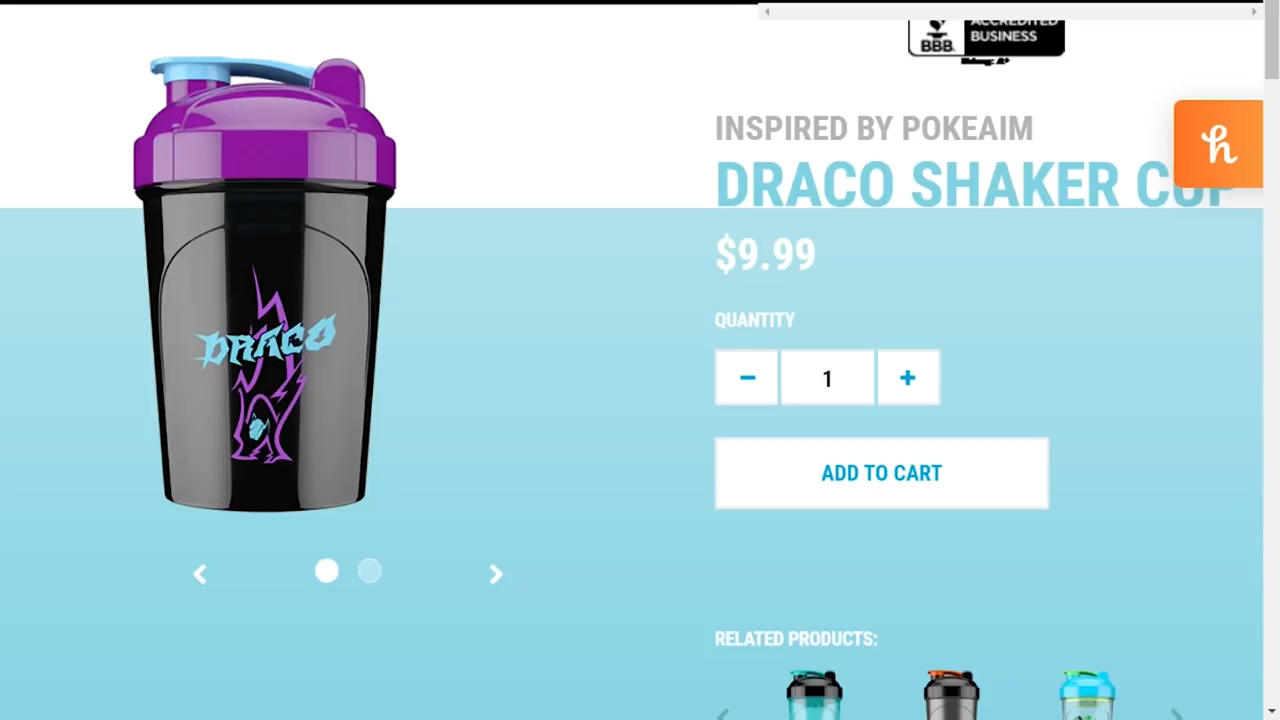 ACCREDITED
BUSINESS
BBB.
INSPIRED BY POKEAIM
DRACO SHAKER CUP
$9.99
QUANTITY
− 1 +
ADD TO CART
DRACO
RELATED PRODUCTS: